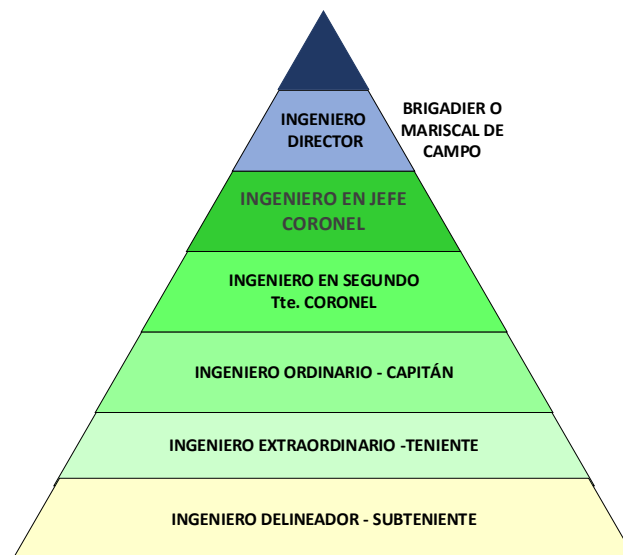 INGENIERO
DIRECTOR
BRIGADIER O
MARISCAL DE
CAMPO
INGENIERO EN JEFE
CORONEL
INGENIERO EN SEGUNDO
Tte. CORONEL
INGENIERO ORDINARIO - CAPITÁN
INGENIERO EXTRAORDINARIO -TENIENTE
INGENIERO DELINEADOR - SUBTENIENTE